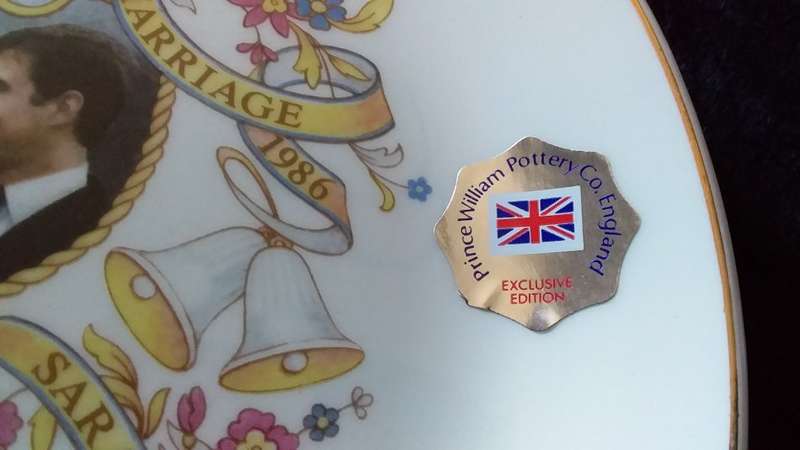 ARRIAGE
1986
SAR
Prince William Pottery Co. England
EXCLUSIVE
EDITION